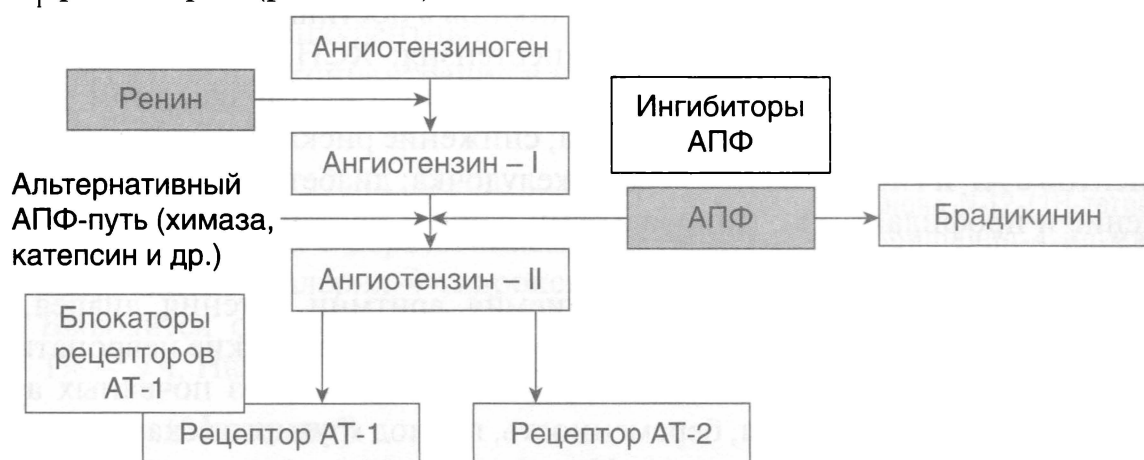 Ангиотензиноген
Ренин
Ингибиторы
АПФ
Ангиотензин – I
Альтернативный
АПФ-путь (химаза,
катепсин и др.)
АПФ
Брадикинин
Ангиотензин – II
Блокаторы
рецепторов
АТ-1
Рецептор АТ-1
Рецептор АТ-2